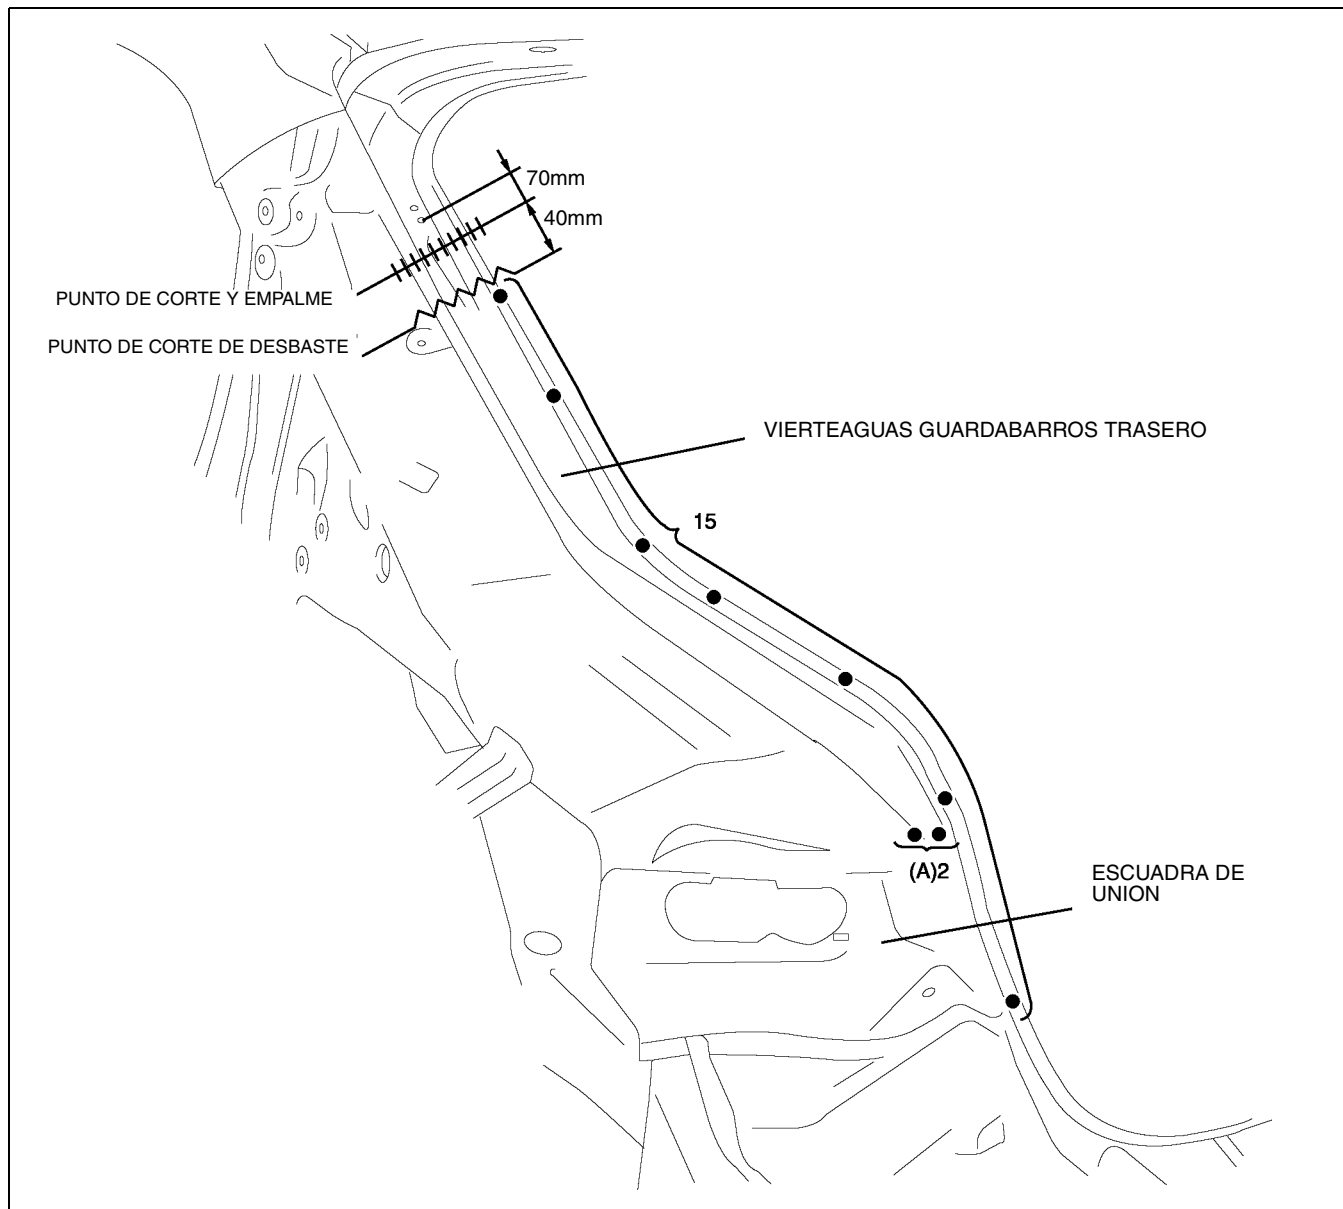 70mm
40mm
PUNTO DE CORTE Y EMPALME
PUNTO DE CORTE DE DESBASTE
VIERTEAGUAS GUARDABARROS TRASERO
15
(A)2
ESCUADRA DE
UNION